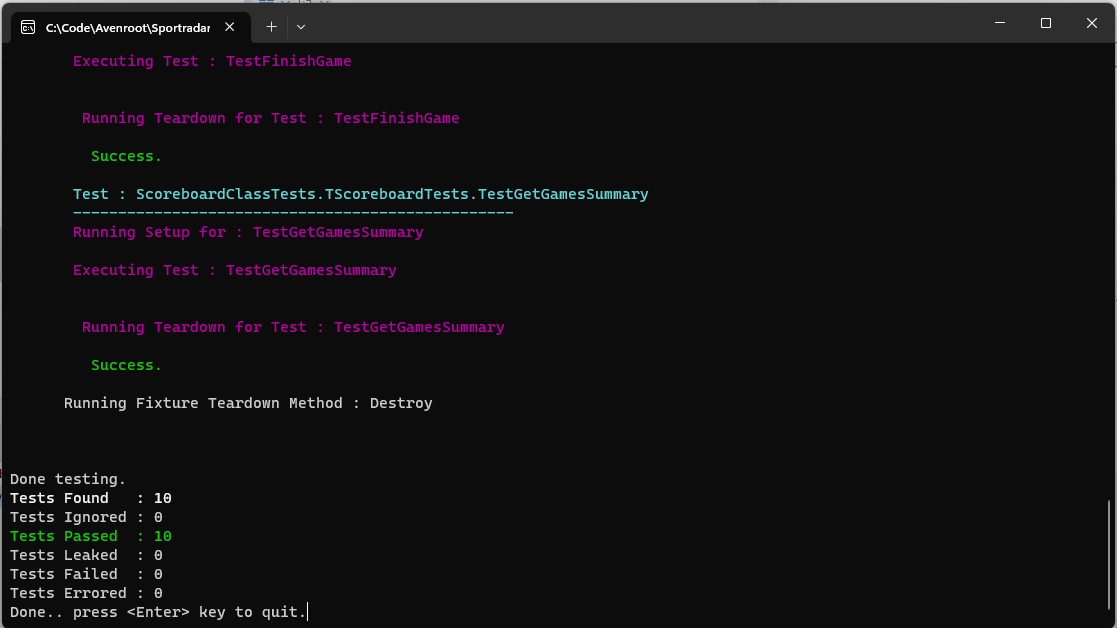 C:\Code\Avenroot\Sportradar
Executing Test : TestFinishGame
Running Teardown for Test : TestFinishGame
Success.
Test : ScoreboardClassTests.TScoreboardTests.TestGetGamesSummary
-------------------------------------------------
Running Setup for : TestGetGamesSummary
Executing Test : TestGetGamesSummary
Running Teardown for Test : TestGetGamesSummary
Success.
Running Fixture Teardown Method : Destroy
Done testing.
Tests Found   : 10
Tests Ignored : 0
Tests Passed  : 10
Tests Leaked  : 0
Tests Failed  : 0
Tests Errored : 0
Done.. press <Enter> key to quit.